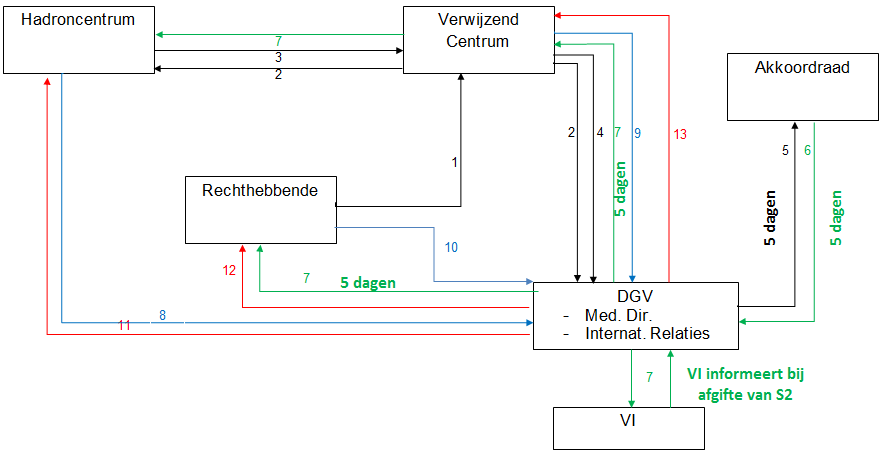 Hadroncentrum
Verwijzend
Centrum
7
3
2
Akkoordraad
2
4
7
9
13
5
6
1
5 dagen
Rechthebbende
5 dagen
5 dagen
10
12
7
5 dagen
DGV
- Med. Dir.
- Internat. Relaties
8
11
7
VI informeert bij
afgifte van S2
VI